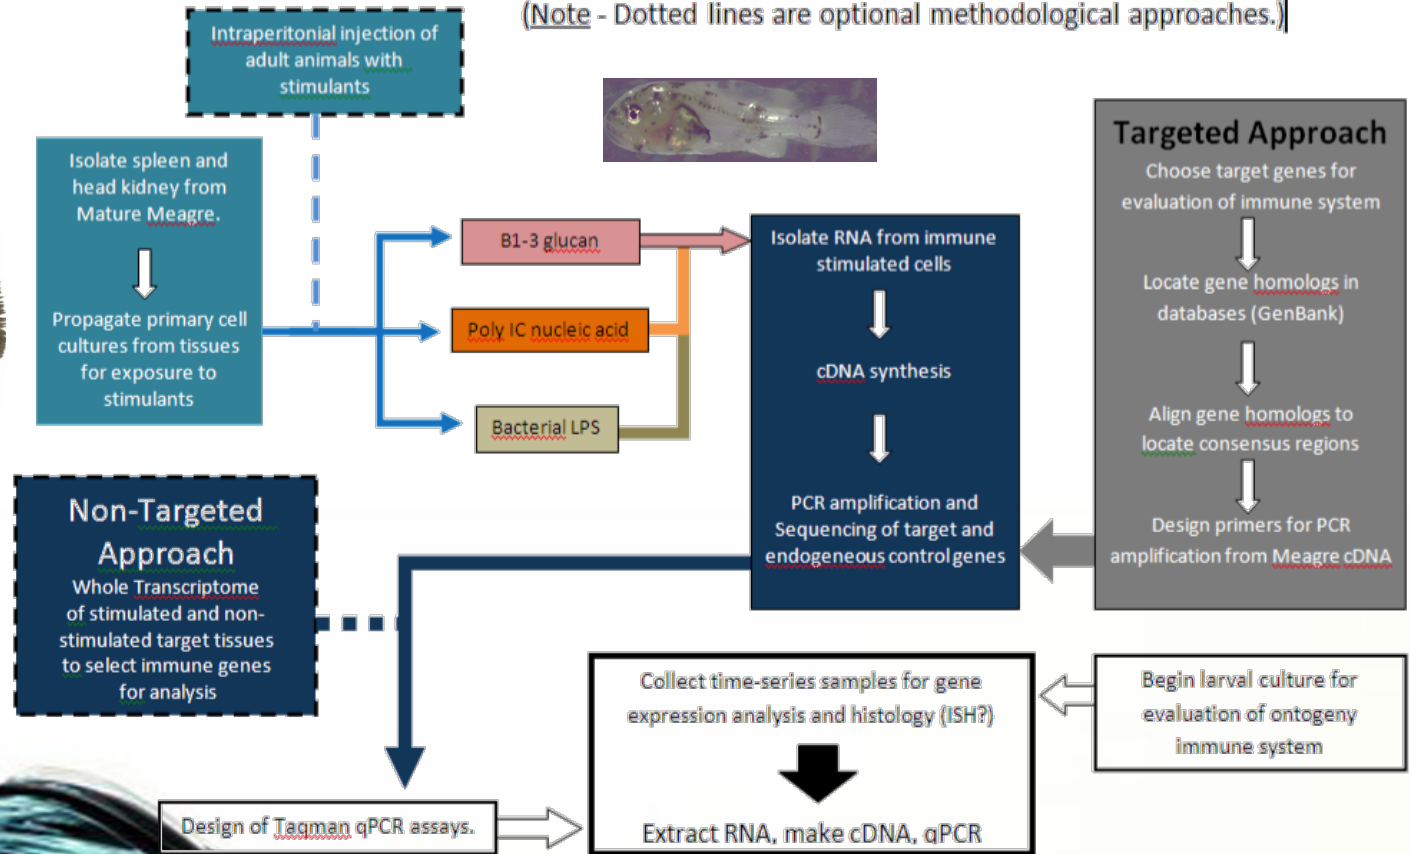 (Note - Dotted lines are optional methodological approaches.)
Intraperitonial injection of
adult animals with
stimulants
Isolate spleen and
head kidney from
Mature Meagre.
Propagate primary cell
cultures from tissues
for exposure to
stimulants
B1-3 glucan
Poly IC nucleic acid
Bacterial LPS
Isolate RNA from immune
stimulated cells
cDNA synthesis
PCR amplification and
Sequencing of target and
endogeneous control genes
Targeted Approach
Choose target genes for
evaluation of immune system
Locate gene homologs in
databases (GenBank)
Align gene homologs to
locate consensus regions
Design primers for PCR
amplification from Meagre cDNA
Non-Targeted
Approach
Whole Transcriptome
of stimulated and non-
stimulated target tissues
to select immune genes
for analysis
Design of Taqman qPCR assays.
Collect time-series samples for gene
expression analysis and histology (ISH?)
Extract RNA, make cDNA, qPCR
Begin larval culture for
evaluation of ontogeny
immune system